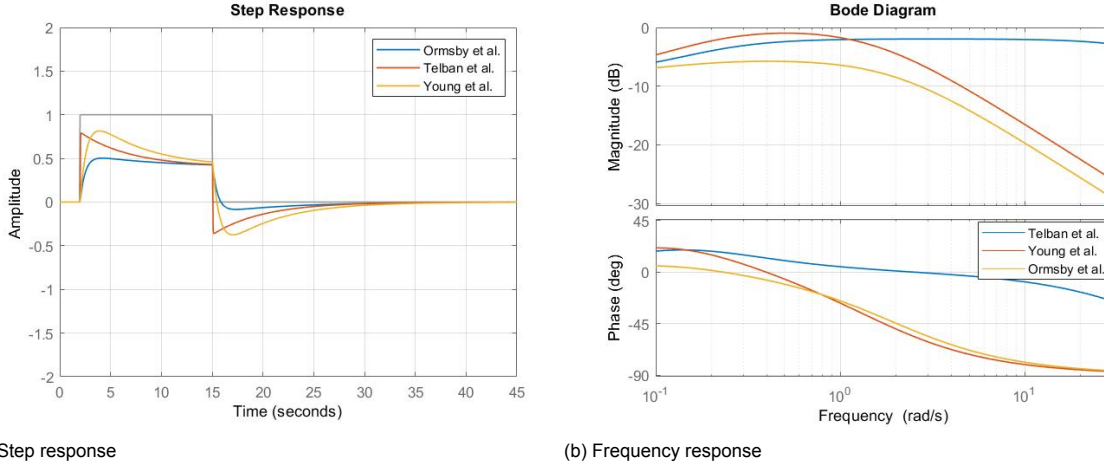 Step Response
2
1.5
1
0.5
0
-0.5
-1
-1.5
-2
Amplitude
Ormsby et al.
Telban et al.
Young et al.
0 5 10 15 20 25 30 35 40 45
Time (seconds)
Step response
Bode Diagram
0
-10
-20
-30
Magnitude (dB)
45
0
-45
-90
Phase (deg)
Telban et al.
Young et al.
Ormsby et al.
10^-1 10^0 10^1
Frequency (rad/s)
(b) Frequency response